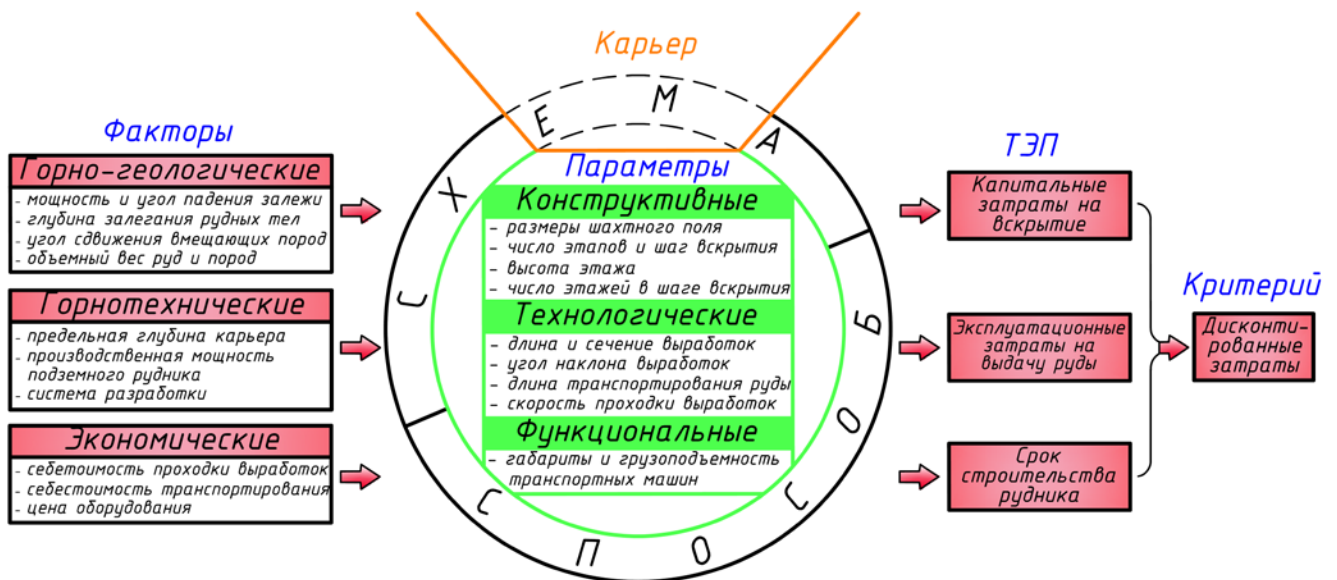 Карьер
Факторы
Горно-геологические
- мощность и угол падения залежи
- глубина залегания рудных тел
- угол сдвижения вмещающих пород
- объемный вес руд и пород
Горнотехнические
- предельная глубина карьера
- производственная мощность
подземного рудника
- система разработки
Экономические
- себетоимость проходки выработок
- себестоимость транспортирования
- цена оборудования
СХЕМА
СПОСОБ
Параметры
Конструктивные
- размеры шахтного поля
- число этапов и шаг вскрытия
- высота этажа
- число этажей в шаге вскрытия
Технологические
- длина и сечение выработок
- угол наклона выработок
- длина транспортирования руды
- скорость проходки выработок
Функциональные
- габариты и грузоподъемность
транспортных машин
ТЭП
Капитальные
затраты на
вскрытие
Эксплуатационные
затраты на
выдачу руды
Срок
строительства
рудника
Критерий
Дисконти-
рованные
затраты